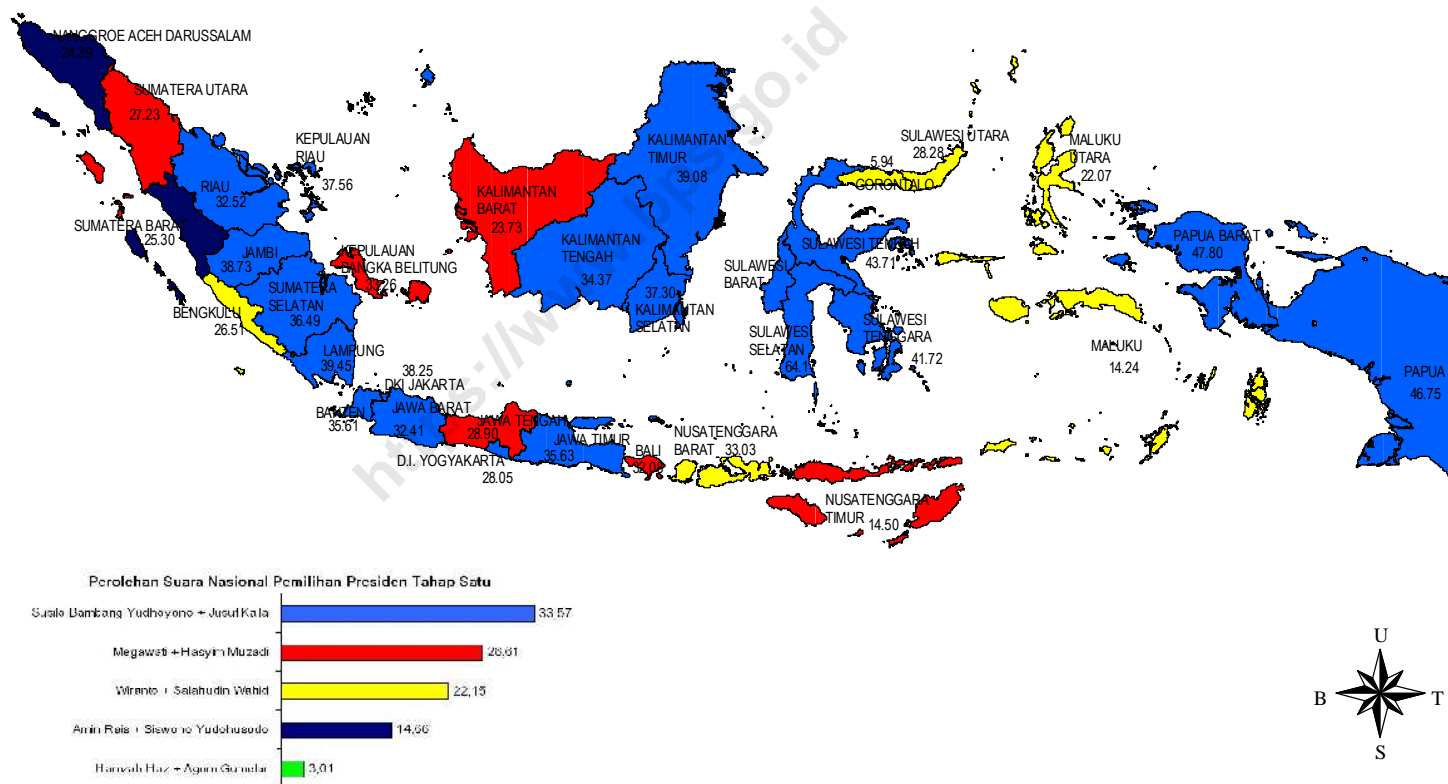 NANGGROE ACEH DARUSSALAM
24.39
SUMATERA UTARA
27.23
KEPULAUAN
RIAU
37.56
RIAU
32.52
SUMATERA BARAT
25.30
JAMBI
38.73
KEPULAUAN
BANGKA BELITUNG
33.26
SUMATERA
SELATAN
36.49
BENGKULU
26.51
LAMPUNG
39.45
38.25
DKI JAKARTA
BANTEN
35.61
JAWA BARAT
32.41
JAWA TENGAH
28.90
D.I. YOGYAKARTA
28.05
JAWA TIMUR
35.63
BALI
NUSATENGGARA
BARAT
33.03
NUSATENGGARA
TIMUR
14.50
KALIMANTAN
BARAT
23.73
KALIMANTAN
TENGAH
34.37
KALIMANTAN
TIMUR
39.08
37.30
KALIMANTAN
SELATAN
SULAWESI UTARA
28.28
5.94
GORONTALO
SULAWESI TENGAH
43.71
SULAWESI
BARAT
SULAWESI
SELATAN
64.1
SULAWESI
TENGGARA
41.72
MALUKU
UTARA
22.07
MALUKU
14.24
PAPUA BARAT
47.80
PAPUA
46.75
https://www.bps.go.id
Perolehan Suara Nasional Pemilihan Presiden Tahap Satu
Susilo Bambang Yudhoyono + Jusuf Kalla 33,57
Megawati + Hasyim Muzadi 26,61
Wiranto + Salahudin Wahid 22,15
Amin Rais + Siswono Yudohusodo 14,66
Hamzah Haz + Agum Gumelar 3,01
U
B T
S